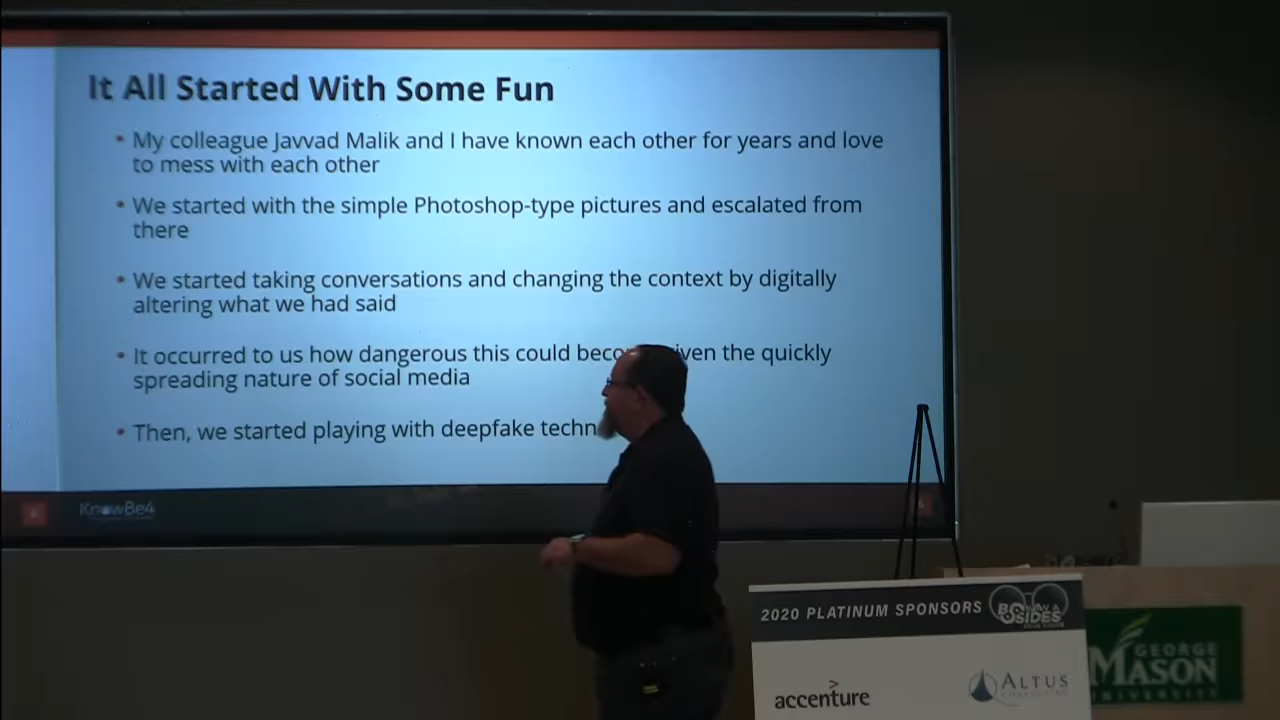 It All Started With Some Fun
• My colleague Javvad Malik and I have known each other for years and love
to mess with each other
• We started with the simple Photoshop-type pictures and escalated from
there
• We started taking conversations and changing the context by digitally
altering what we had said
• It occurred to us how dangerous this could beco iven the quickly
spreading nature of social media
• Then, we started playing with deepfake techn
KnowBe4
2020 PLATINUM SPONSORS
BSIDES
accenture
ALTUS
GEORGE
MASON
UNIVERSITY